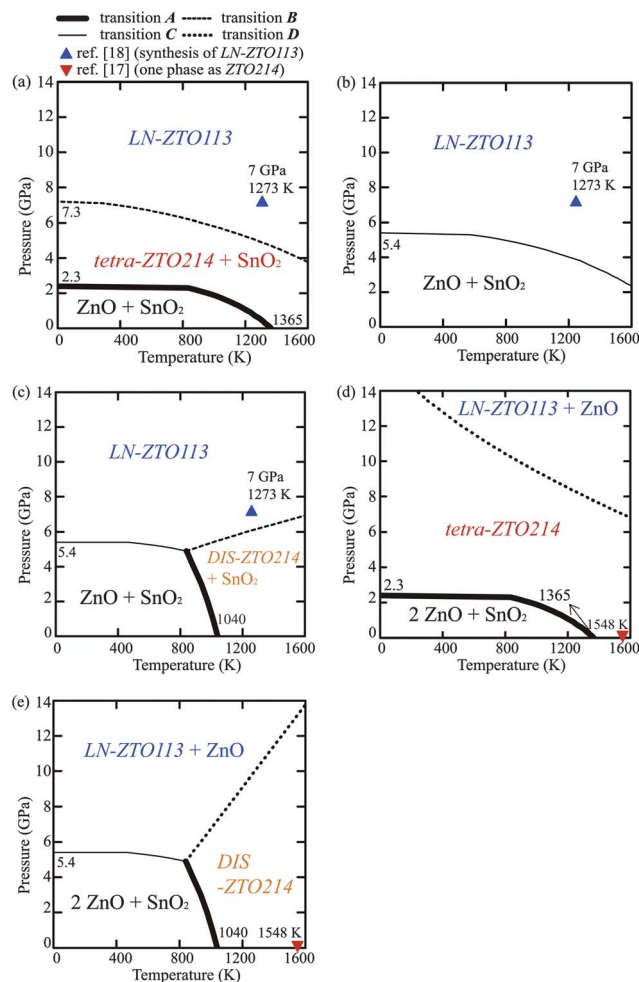 transition A transition B
transition C transition D
ref. [18] (synthesis of LN-ZTO113)
ref. [17] (one phase as ZTO214)
(a)
14
12
10
8
6
4
2
0
Pressure (GPa)
LN-ZTO113
7 GPa
1273 K
7.3
tetra-ZTO214 + SnO₂
2.3
ZnO + SnO₂
1365
0 400 800 1200 1600
Temperature (K)
(b)
14
12
10
8
6
4
2
0
Pressure (GPa)
LN-ZTO113
7 GPa
1273 K
5.4
ZnO + SnO₂
0 400 800 1200 1600
Temperature (K)
(c)
14
12
10
8
6
4
2
0
Pressure (GPa)
LN-ZTO113
7 GPa
1273 K
5.4
DIS-ZTO214
+ SnO₂
ZnO + SnO₂
1040
0 400 800 1200 1600
Temperature (K)
(d)
14
12
10
8
6
4
2
0
Pressure (GPa)
LN-ZTO113 + ZnO
tetra-ZTO214
2.3
1365
2 ZnO + SnO₂
1548 K
0 400 800 1200 1600
Temperature (K)
(e)
14
12
10
8
6
4
2
0
Pressure (GPa)
LN-ZTO113 + ZnO
5.4
DIS
-ZTO214
2 ZnO + SnO₂
1040 1548 K
0 400 800 1200 1600
Temperature (K)